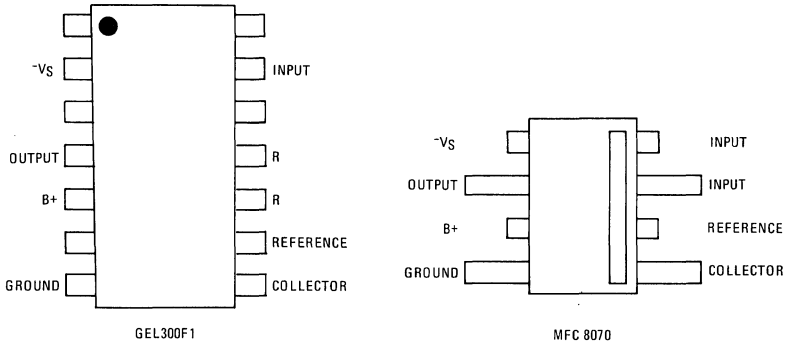 -VS
INPUT
OUTPUT
R
B+
R
REFERENCE
GROUND
COLLECTOR
GEL300F1
-VS
INPUT
OUTPUT
INPUT
B+
REFERENCE
GROUND
COLLECTOR
MFC 8070